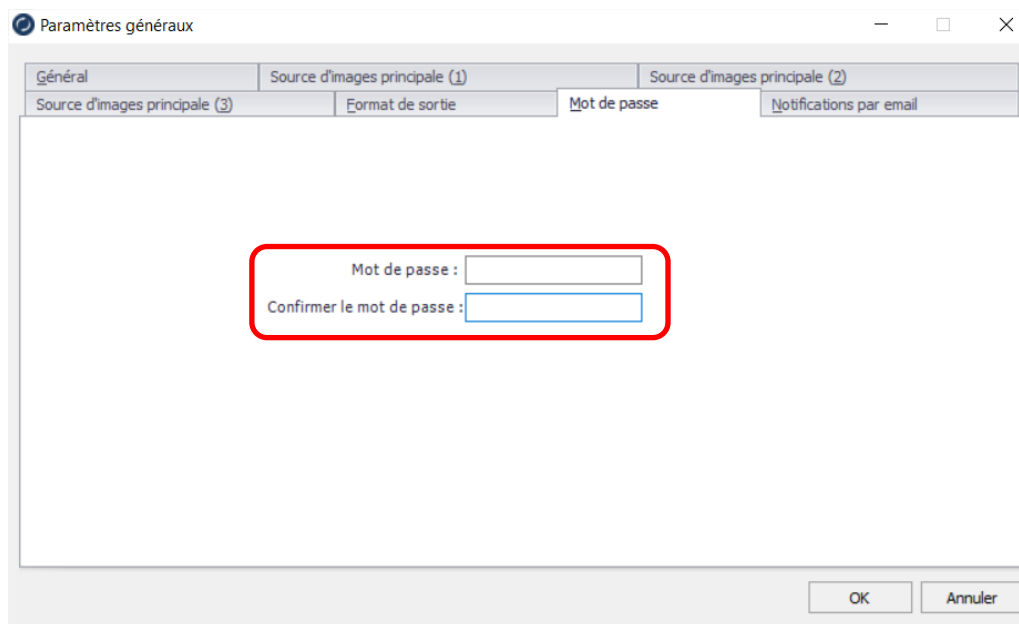 Paramètres généraux
Général
Source d'images principale (1)
Source d'images principale (2)
Source d'images principale (3)
Format de sortie
Mot de passe
Notifications par email
Mot de passe :
Confirmer le mot de passe :
OK
Annuler